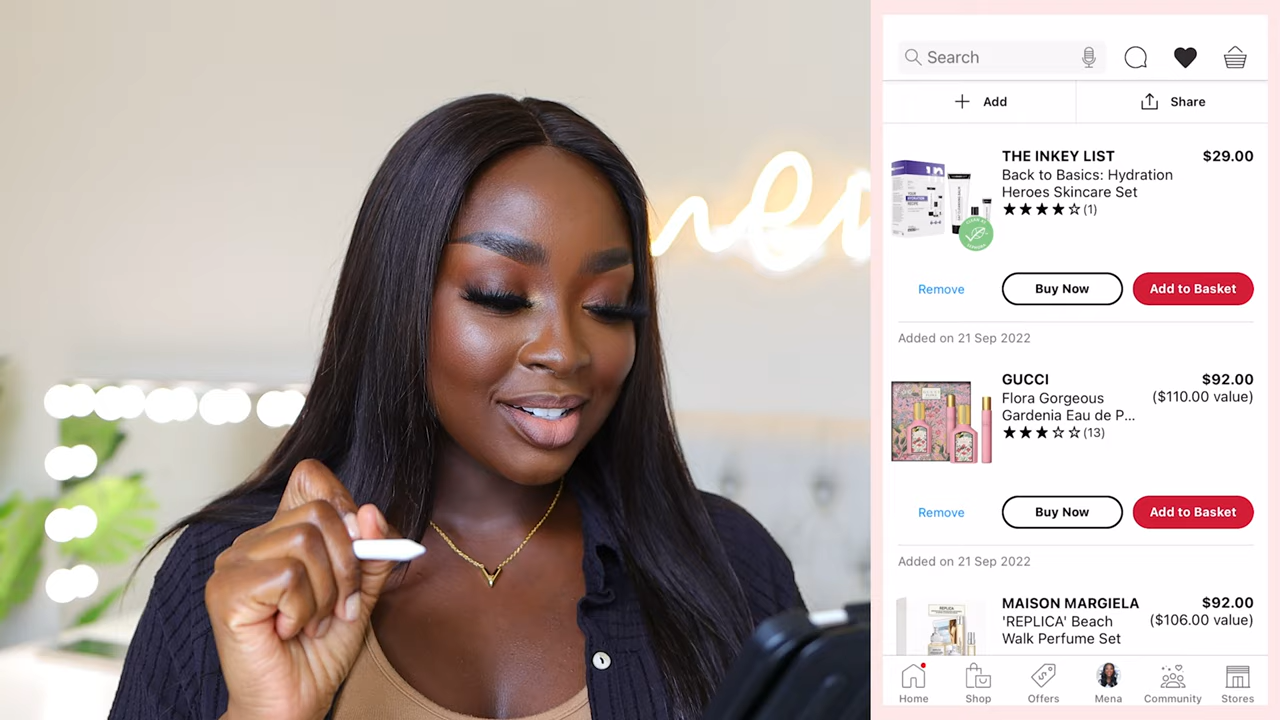 Search
Add
Share
THE INKEY LIST
$29.00
Back to Basics: Hydration
Heroes Skincare Set
(1)
Remove
Buy Now
Add to Basket
Added on 21 Sep 2022
GUCCI
$92.00
Flora Gorgeous
($110.00 value)
Gardenia Eau de P...
(13)
Remove
Buy Now
Add to Basket
Added on 21 Sep 2022
MAISON MARGIELA
$92.00
'REPLICA' Beach
($106.00 value)
Walk Perfume Set
REPLICA
Home
Shop
Offers
Mena
Community
Stores